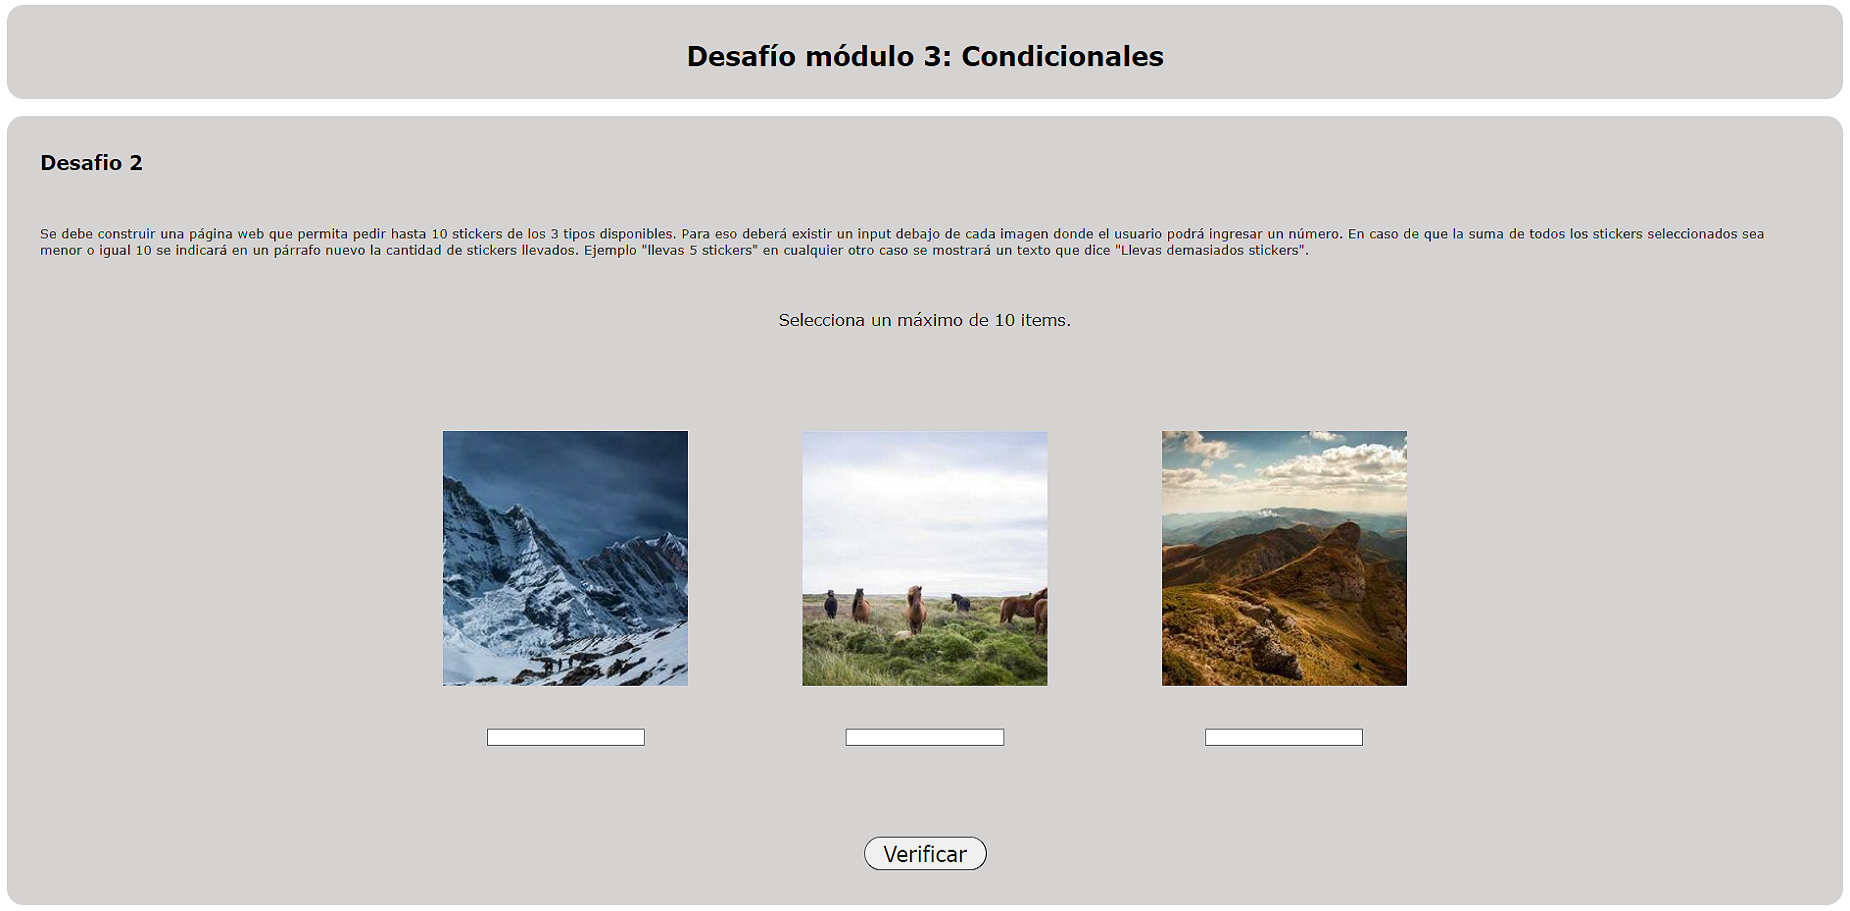 Desafío módulo 3: Condicionales
Desafio 2
Se debe construir una página web que permita pedir hasta 10 stickers de los 3 tipos disponibles. Para eso deberá existir un input debajo de cada imagen donde el usuario podrá ingresar un número. En caso de que la suma de todos los stickers seleccionados sea
menor o igual 10 se indicará en un párrafo nuevo la cantidad de stickers llevados. Ejemplo "llevas 5 stickers" en cualquier otro caso se mostrará un texto que dice "Llevas demasiados stickers".
Selecciona un máximo de 10 items.
Verificar